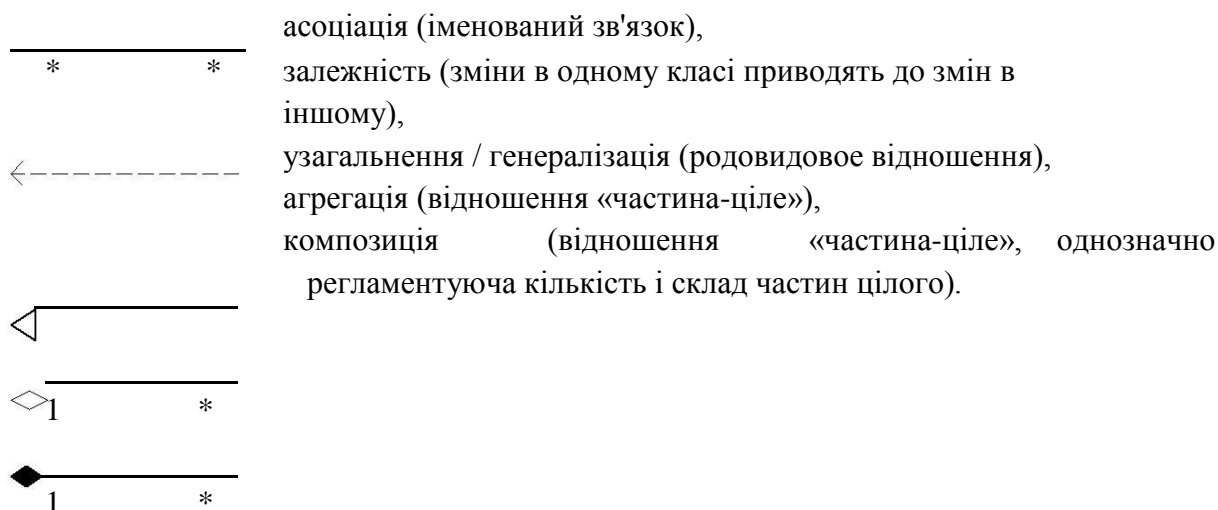 асоціація (іменований зв'язок),
* *
залежність (зміни в одному класі приводять до змін в
іншому),
узагальнення / генералізація (родовидовое відношення),
агрегація (відношення «частина-ціле»),
композиція (відношення «частина-ціле», однозначно
регламентуюча кількість і склад частин цілого).
1 *
1 *